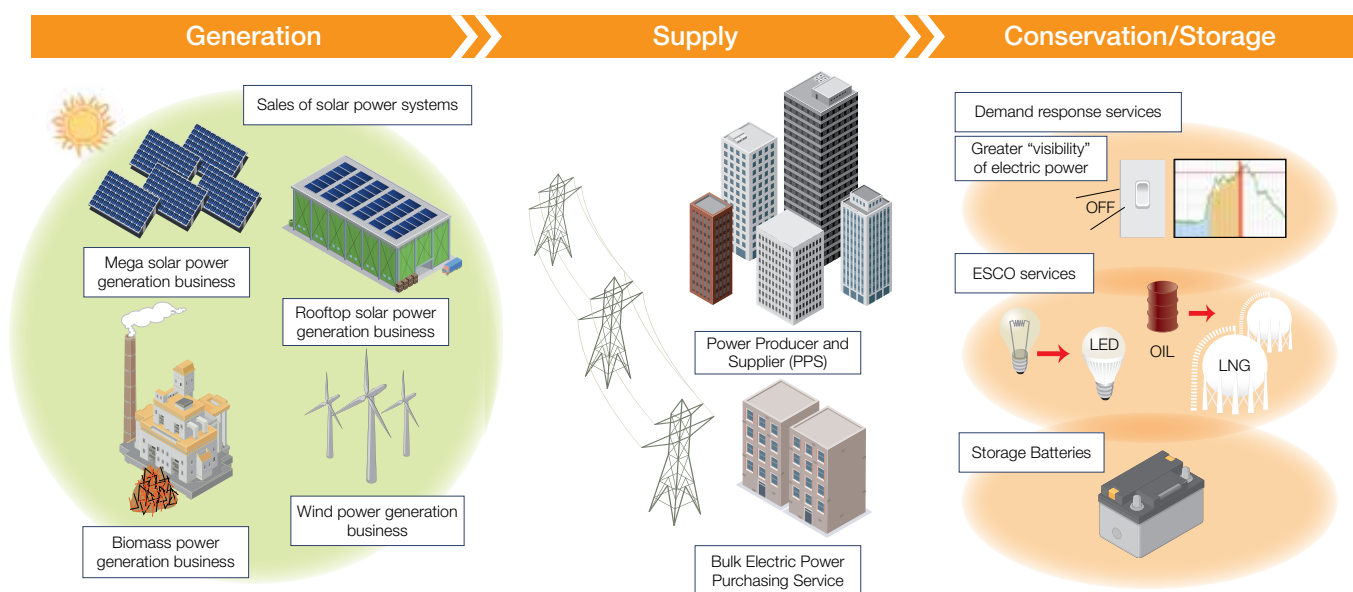 Generation
Supply
Conservation/Storage
Sales of solar power systems
Mega solar power
generation business
Rooftop solar power
generation business
Biomass power
generation business
Wind power generation
business
Power Producer and
Supplier (PPS)
Bulk Electric Power
Purchasing Service
Demand response services
Greater “visibility”
of electric power
OFF
ESCO services
LED
OIL
LNG
Storage Batteries